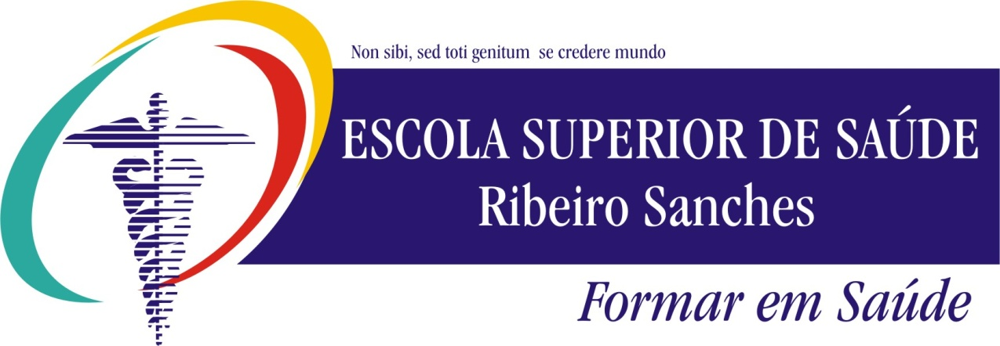 Non sibi, sed toti genitum se credere mundo
ESCOLA SUPERIOR DE SAÚDE
Ribeiro Sanches
Formar em Saúde